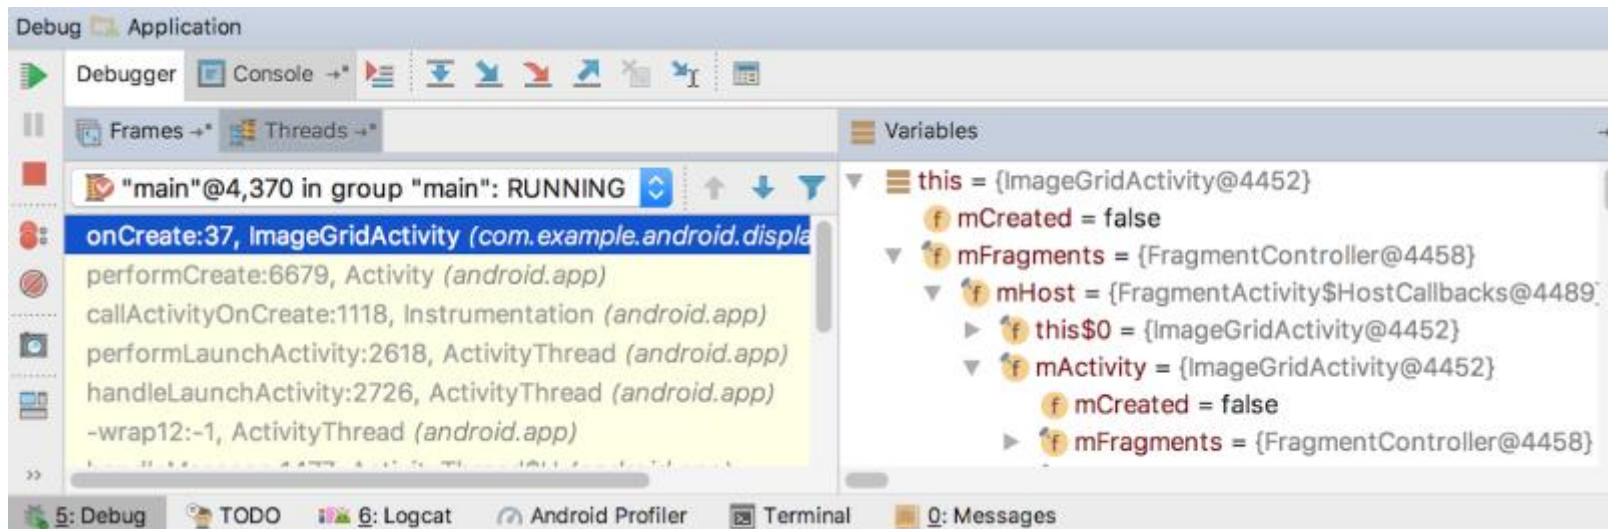 Debug Application
Debugger Console
Frames Threads
"main"@4,370 in group "main": RUNNING
onCreate:37, ImageGridActivity (com.example.android.displa
performCreate:6679, Activity (android.app)
callActivityOnCreate:1118, Instrumentation (android.app)
performLaunchActivity:2618, ActivityThread (android.app)
handleLaunchActivity:2726, ActivityThread (android.app)
-wrap12:-1, ActivityThread (android.app)
Variables
this = {ImageGridActivity@4452}
f mCreated = false
f mFragments = {FragmentController@4458}
f mHost = {FragmentActivity$HostCallbacks@4489}
f this$0 = {ImageGridActivity@4452}
f mActivity = {ImageGridActivity@4452}
f mCreated = false
f mFragments = {FragmentController@4458}
5: Debug TODO 6: Logcat Android Profiler Terminal 0: Messages